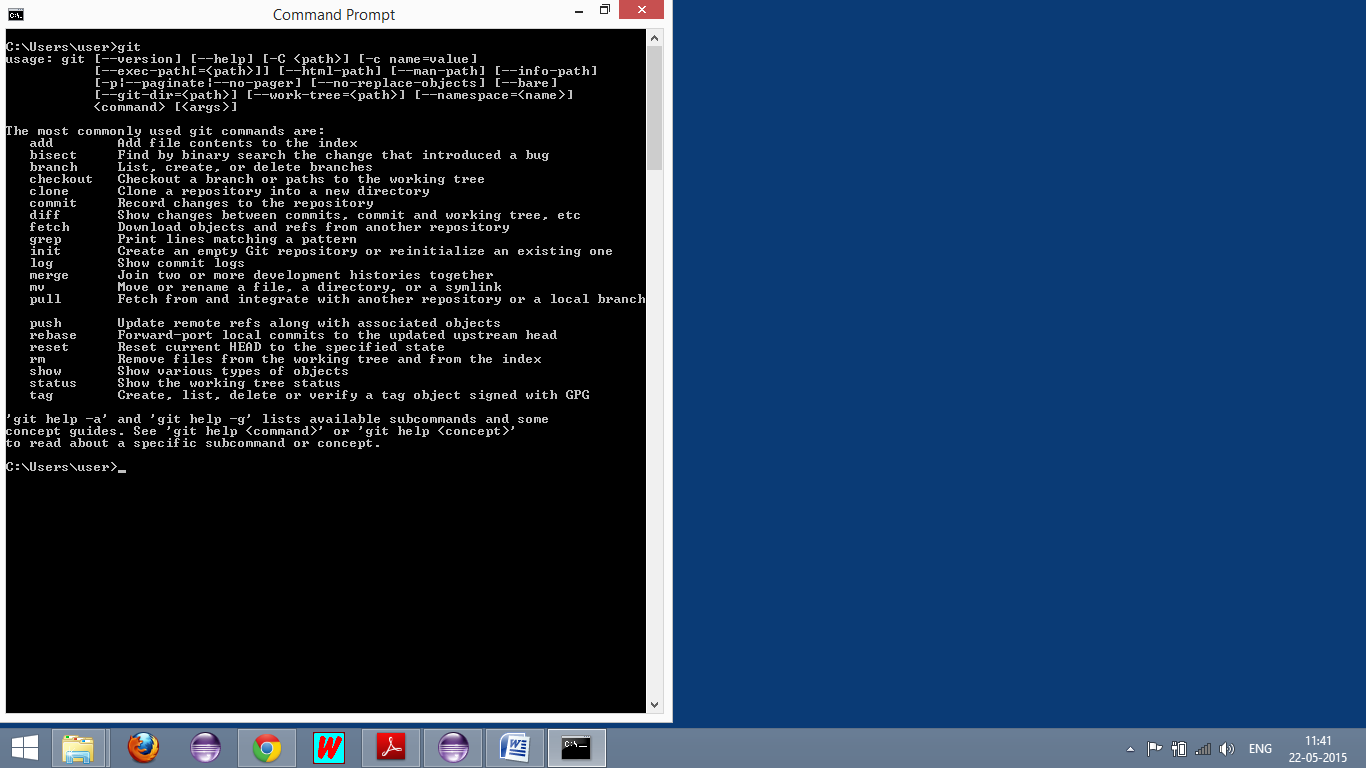 Command Prompt
C:\Users\user>git
usage: git [--version] [--help] [-C <path>] [-c name=value]
           [--exec-path[=<path>]] [--html-path] [--man-path] [--info-path]
           [-p¦--paginate¦--no-pager] [--no-replace-objects] [--bare]
           [--git-dir=<path>] [--work-tree=<path>] [--namespace=<name>]
           <command> [<args>]
The most commonly used git commands are:
   add        Add file contents to the index
   bisect     Find by binary search the change that introduced a bug
   branch     List, create, or delete branches
   checkout   Checkout a branch or paths to the working tree
   clone      Clone a repository into a new directory
   commit     Record changes to the repository
   diff       Show changes between commits, commit and working tree, etc
   fetch      Download objects and refs from another repository
   grep       Print lines matching a pattern
   init       Create an empty Git repository or reinitialize an existing one
   log        Show commit logs
   merge      Join two or more development histories together
   mv         Move or rename a file, a directory, or a symlink
   pull       Fetch from and integrate with another repository or a local branch
   push       Update remote refs along with associated objects
   rebase     Forward-port local commits to the updated upstream head
   reset      Reset current HEAD to the specified state
   rm         Remove files from the working tree and from the index
   show       Show various types of objects
   status     Show the working tree status
   tag        Create, list, delete or verify a tag object signed with GPG
'git help -a' and 'git help -g' lists available subcommands and some
concept guides. See 'git help <command>' or 'git help <concept>'
to read about a specific subcommand or concept.
C:\Users\user>_
ENG
11:41
22-05-2015